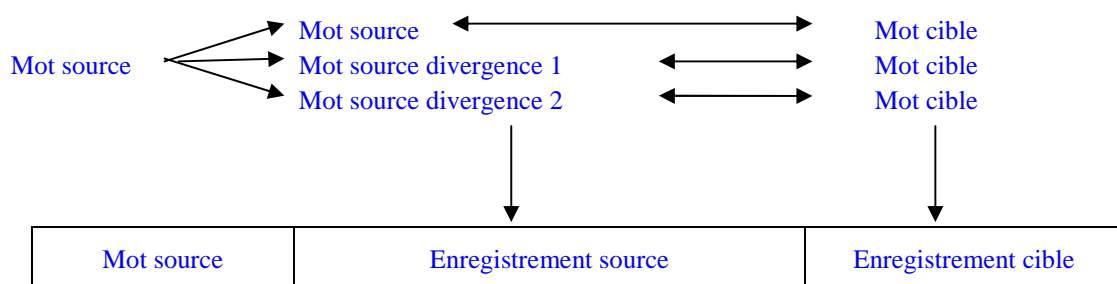 Mot source Mot cible
Mot source Mot source divergence 1 Mot cible
Mot source divergence 2 Mot cible
Mot source Enregistrement source Enregistrement cible